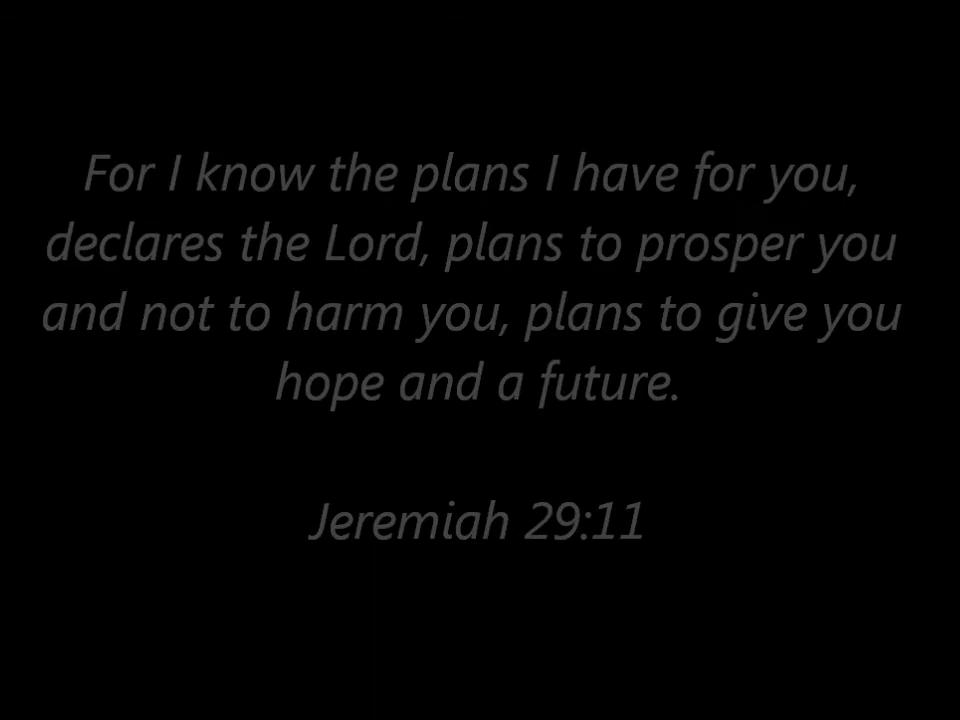 For I know the plans I have for you,
declares the Lord, plans to prosper you
and not to harm you, plans to give you
hope and a future.
Jeremiah 29:11